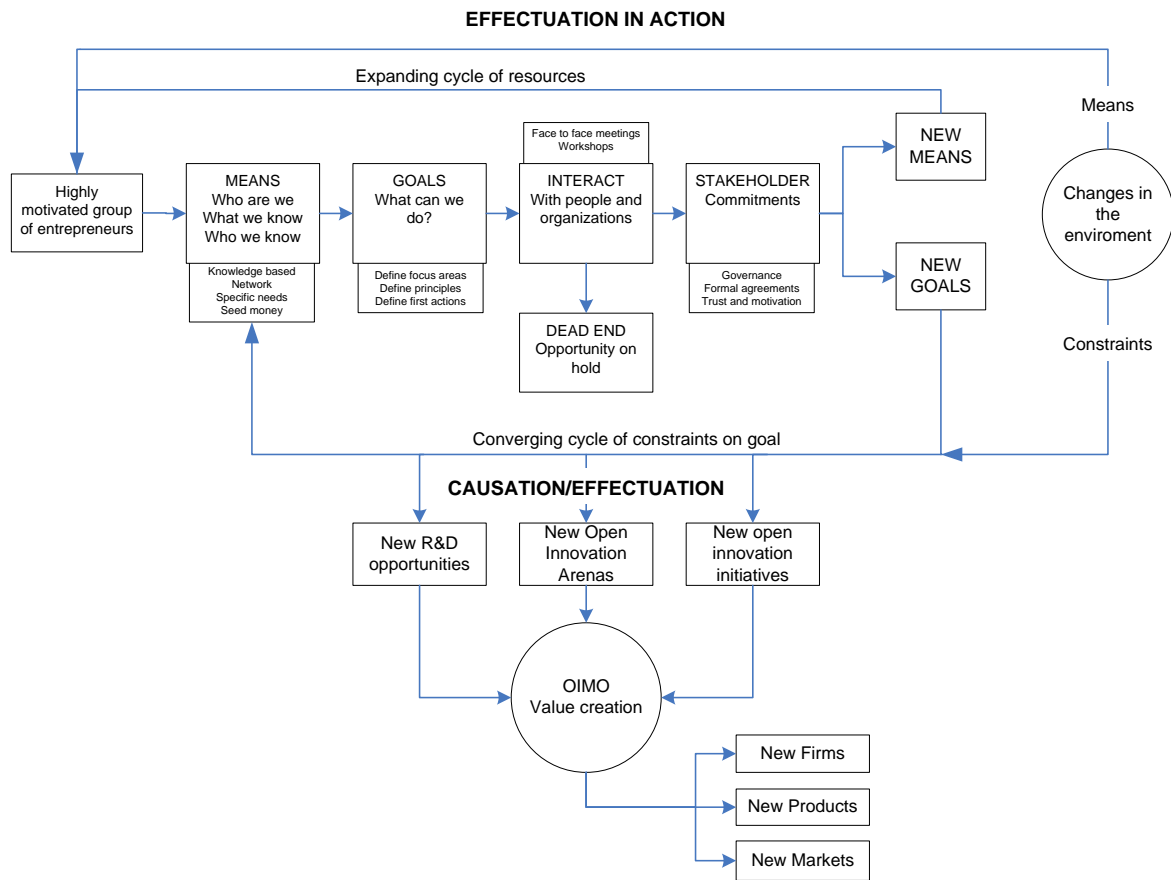 EFFECTUATION IN ACTION
Expanding cycle of resources
Means
Face to face meetings
Workshops
NEW
MEANS
Highly
motivated group
of entrepreneurs
MEANS
Who are we
What we know
Who we know
Knowledge based
Network
Specific needs
Seed money
GOALS
What can we
do?
Define focus areas
Define principles
Define first actions
INTERACT
With people and
organizations
STAKEHOLDER
Commitments
Governance
Formal agreements
Trust and motivation
Changes in
the
enviroment
NEW
GOALS
DEAD END
Opportunity on
hold
Constraints
Converging cycle of constraints on goal
CAUSATION/EFFECTUATION
New R&D
opportunities
New Open
Innovation
Arenas
New open
innovation
initiatives
OIMO
Value creation
New Firms
New Products
New Markets